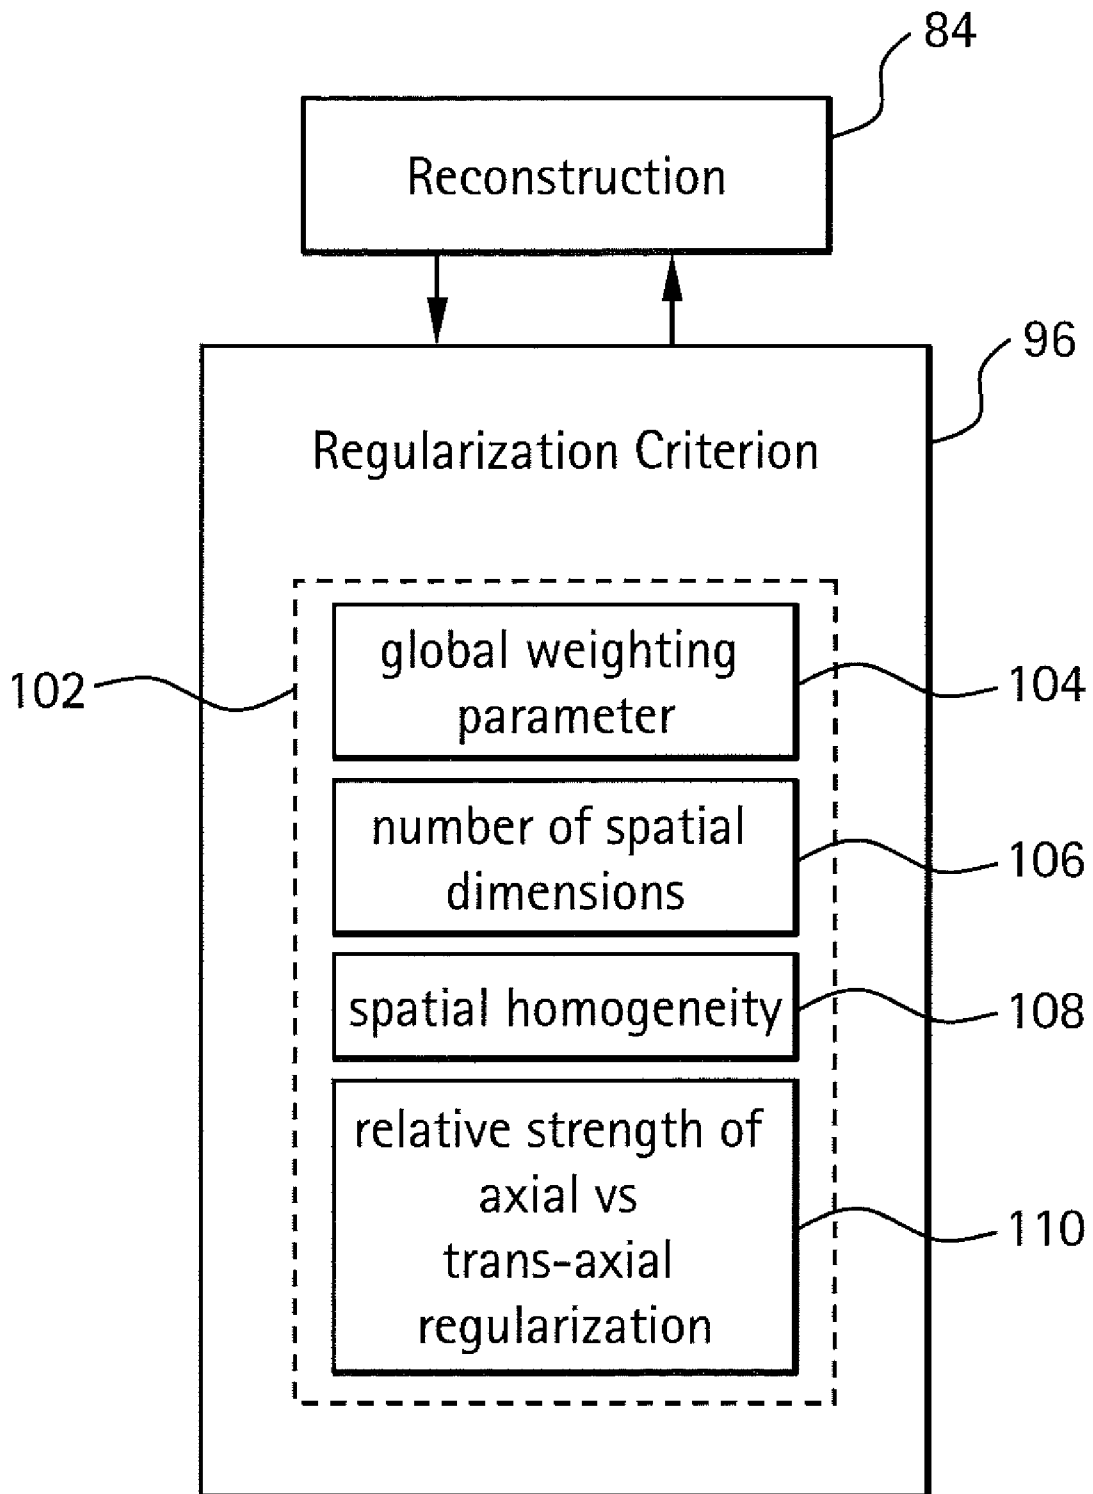 84
Reconstruction
96
Regularization Criterion
102
global weighting
parameter
104
number of spatial
dimensions
106
spatial homogeneity
108
relative strength of
axial vs
trans-axial
regularization
110